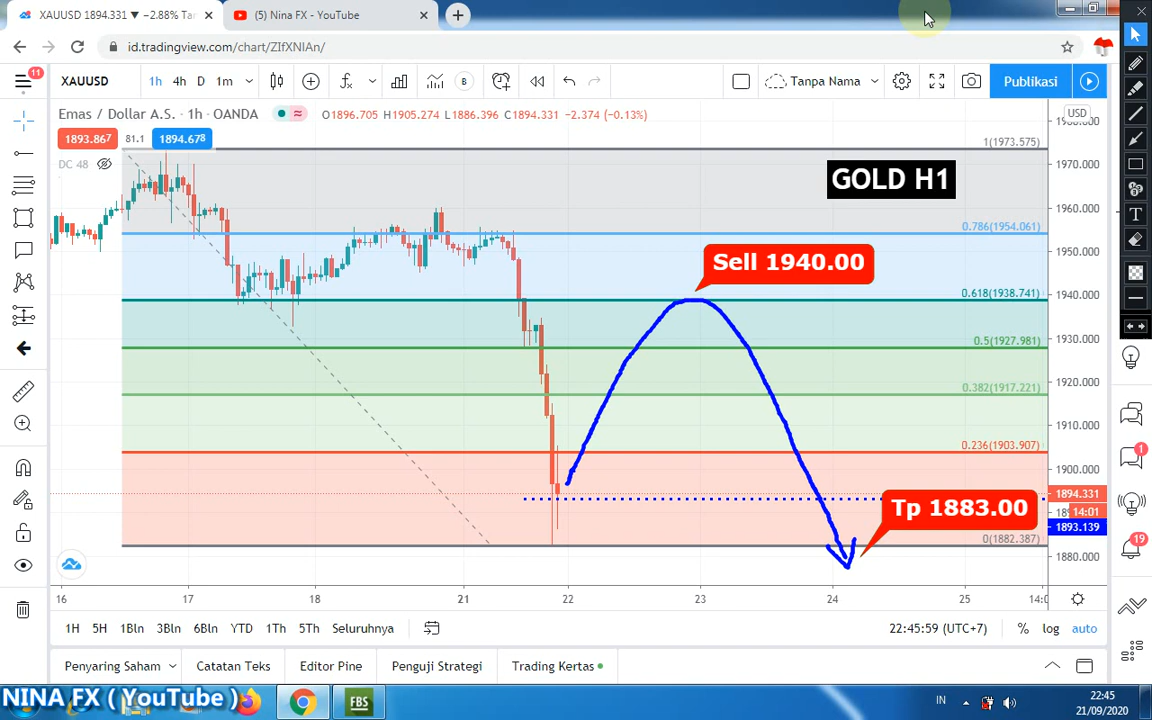 XAUUSD 1894.331 ▼ −2.88% Tan
(5) Nina FX - YouTube
id.tradingview.com/chart/ZIfXNIAn/
11
XAUUSD
1h
4h
D
1m
B
Tanpa Nama
Publikasi
Emas / Dollar A.S. · 1h · OANDA
O1896.705 H1905.274 L1886.396 C1894.331 −2.374 (−0.13%)
USD
1893.867
81.1
1894.678
DC 48
1(1973.575)
GOLD H1
0.786(1954.061)
Sell 1940.00
0.618(1938.741)
0.5(1927.981)
0.382(1917.221)
0.236(1903.907)
Tp 1883.00
0(1882.387)
1970.000
1960.000
1950.000
1940.000
1930.000
1920.000
1910.000
1900.000
1894.331
14:01
1893.139
1880.000
1
19
16
17
18
21
22
23
24
25
14:0
1H
5H
1Bln
3Bln
6Bln
YTD
1Th
5Th
Seluruhnya
22:45:59 (UTC+7)
%
log
auto
Penyaring Saham
Catatan Teks
Editor Pine
Penguji Strategi
Trading Kertas
NINA FX ( YouTube )
FBS
IN
22:45
21/09/2020